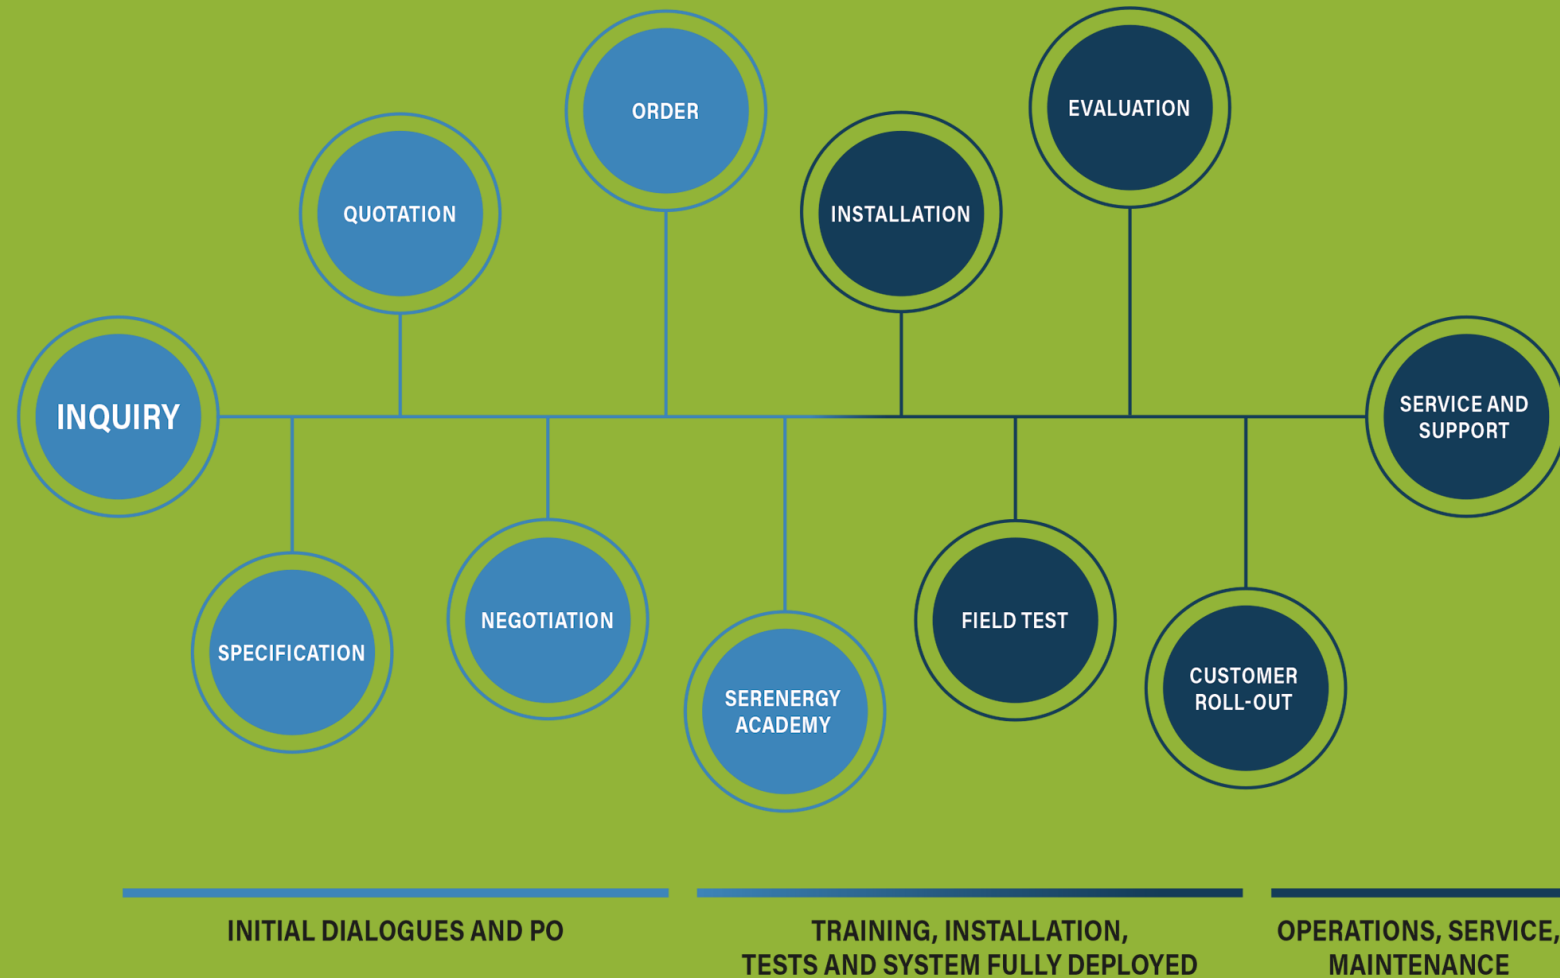 ORDER
EVALUATION
QUOTATION
INSTALLATION
INQUIRY
SERVICE AND
SUPPORT
SPECIFICATION
NEGOTIATION
SERENERGY
ACADEMY
FIELD TEST
CUSTOMER
ROLL-OUT
INITIAL DIALOGUES AND PO
TRAINING, INSTALLATION,
TESTS AND SYSTEM FULLY DEPLOYED
OPERATIONS, SERVICE,
MAINTENANCE